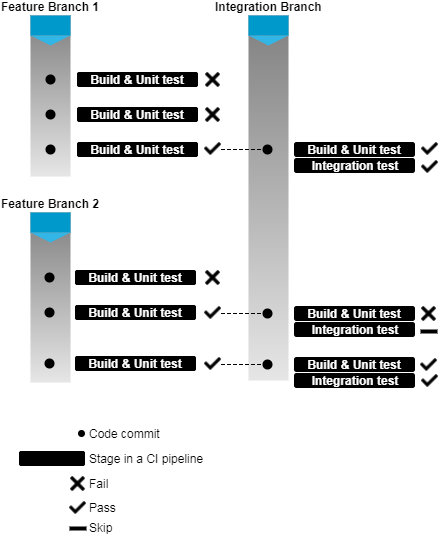 Feature Branch 1
Integration Branch
Build & Unit test
Build & Unit test
Build & Unit test
Build & Unit test
Integration test
Feature Branch 2
Build & Unit test
Build & Unit test
Build & Unit test
Integration test
Build & Unit test
Build & Unit test
Integration test
Code commit
Stage in a CI pipeline
Fail
Pass
Skip